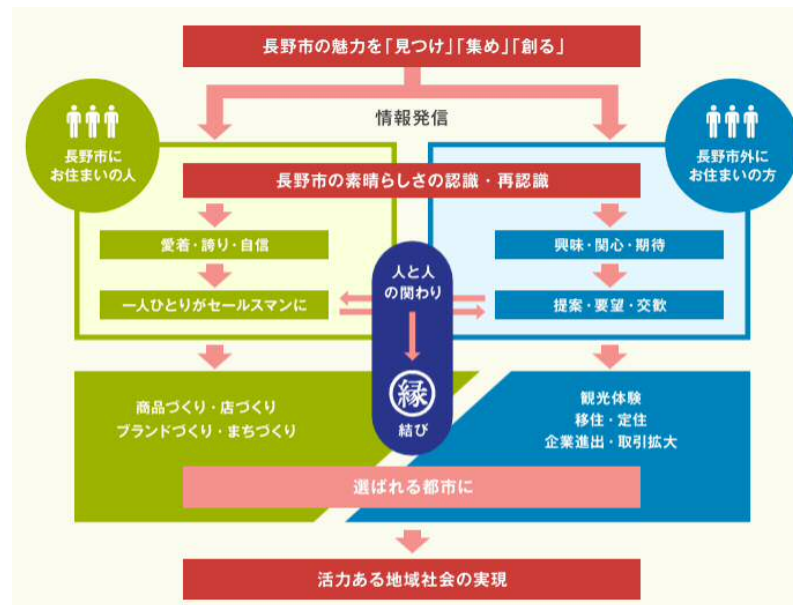 長野市の魅力を「見つけ」「集め」「創る」
情報発信
長野市に
お住まいの人
長野市外に
お住まいの方
長野市の素晴らしさの認識・再認識
愛着・誇り・自信
興味・関心・期待
人と人
の関わり
一人ひとりがセールスマンに
提案・要望・交歓
縁
結び
商品づくり・店づくり
ブランドづくり・まちづくり
観光体験
移住・定住
企業進出・取引拡大
選ばれる都市に
活力ある地域社会の実現